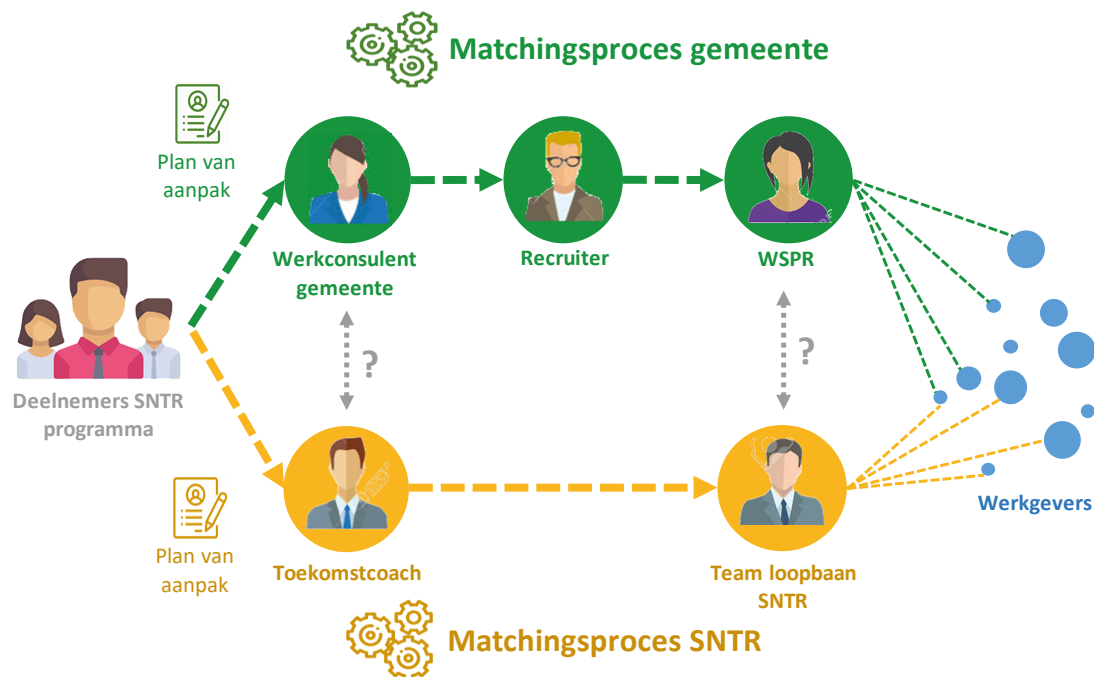 Matchingsproces gemeente
Plan van
aanpak
Werkconsulent
gemeente
Recruiter
WSPR
?
?
Deelnemers SNTR
programma
Plan van
aanpak
Toekomstcoach
Team loopbaan
SNTR
Werkgevers
Matchingsproces SNTR